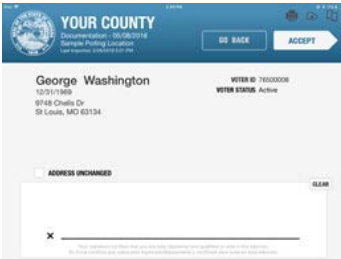 YOUR COUNTY
Documentation - 05/08/2018
Sample Polling Location
GO BACK
ACCEPT
George Washington
12/31/1969
9748 Chelis Dr
St Louis, MO 63134
VOTER ID 76500006
VOTER STATUS Active
ADDRESS UNCHANGED
CLEAR
×